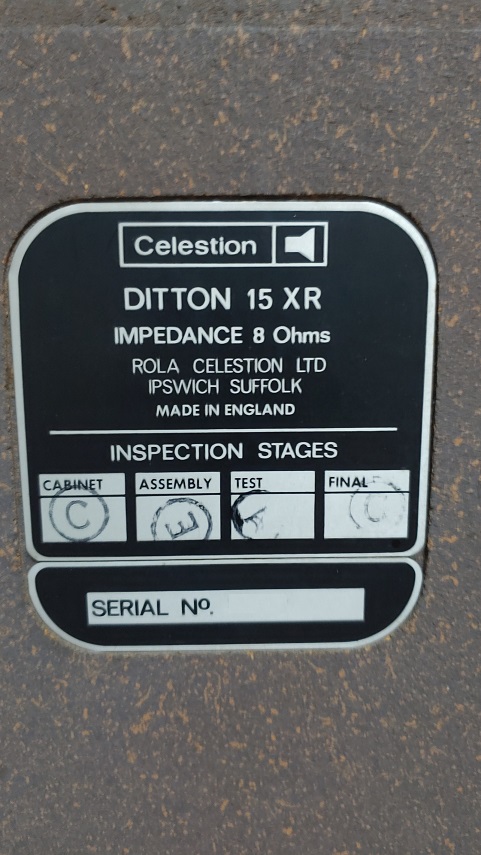 Celestion
DITTON 15 XR
IMPEDANCE 8 Ohms
ROLA CELESTION LTD
IPSWICH SUFFOLK
MADE IN ENGLAND
INSPECTION STAGES
CABINET ASSEMBLY TEST FINAL
C E C
SERIAL Nº.